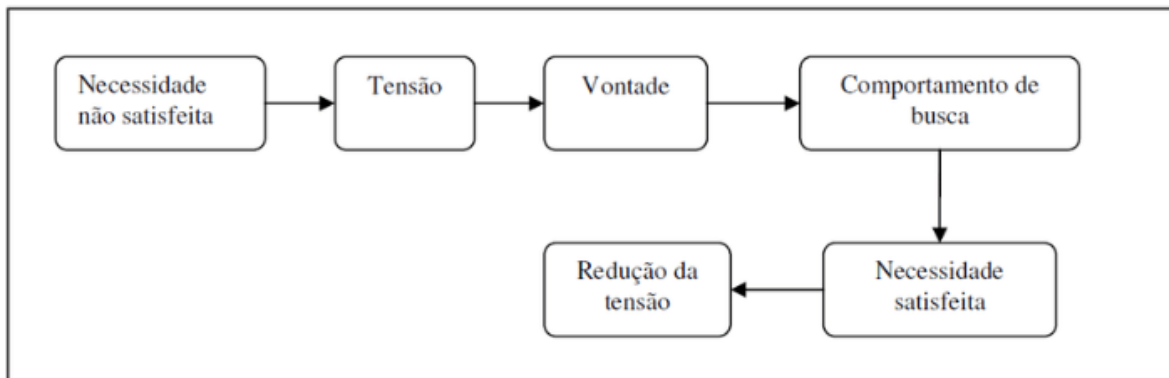 Necessidade
não satisfeita
Tensão
Vontade
Comportamento de
busca
Necessidade
satisfeita
Redução da
tensão